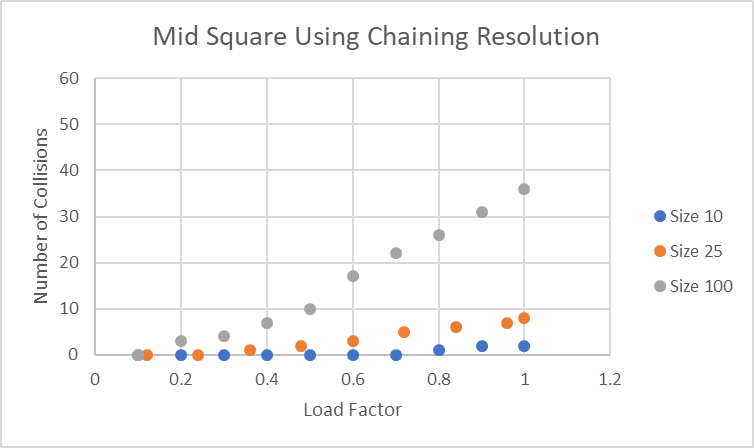 Mid Square Using Chaining Resolution
60
50
40
30
20
10
0
Number of Collisions
0 0.2 0.4 0.6 0.8 1 1.2
Load Factor
Size 10
Size 25
Size 100